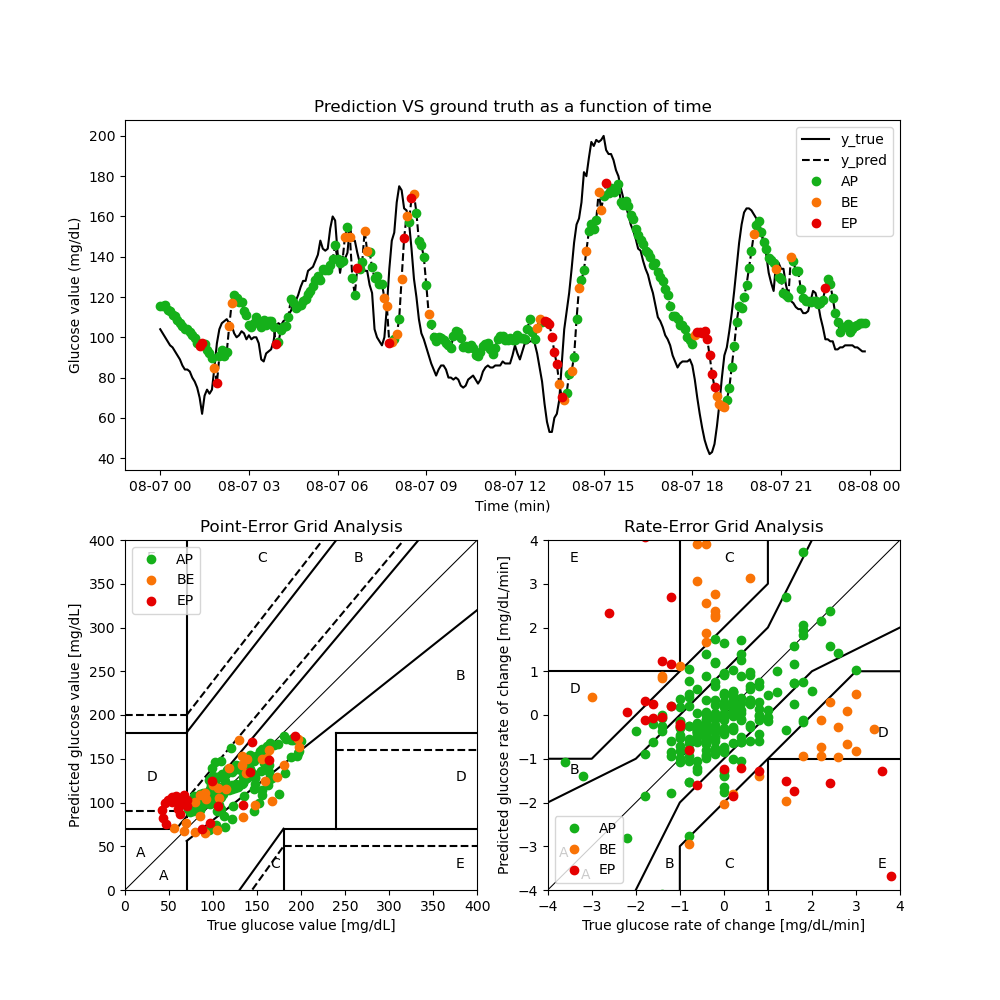 Prediction VS ground truth as a function of time
Glucose value (mg/dL)
200
180
160
140
120
100
80
60
40
y_true
y_pred
AP
BE
EP
08-07 00 08-07 03 08-07 06 08-07 09 08-07 12 08-07 15 08-07 18 08-07 21 08-08 00
Time (min)
Point-Error Grid Analysis
Predicted glucose value [mg/dL]
400
350
300
250
200
150
100
50
0
AP
BE
EP
C
B
B
D
D
A
A
C
E
0 50 100 150 200 250 300 350 400
True glucose value [mg/dL]
Rate-Error Grid Analysis
Predicted glucose rate of change [mg/dL/min]
4
3
2
1
0
−1
−2
−3
−4
E
C
D
D
B
A
A
B
C
E
AP
BE
EP
−4 −3 −2 −1 0 1 2 3 4
True glucose rate of change [mg/dL/min]